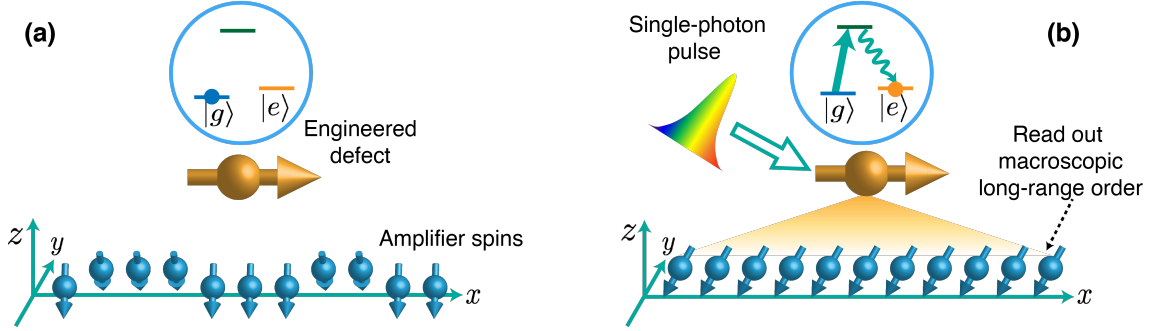 (a)
|g⟩
|e⟩
Engineered
defect
z
y
Amplifier spins
x
Single-photon
pulse
(b)
|g⟩
|e⟩
Read out
macroscopic
long-range order
z
y
x